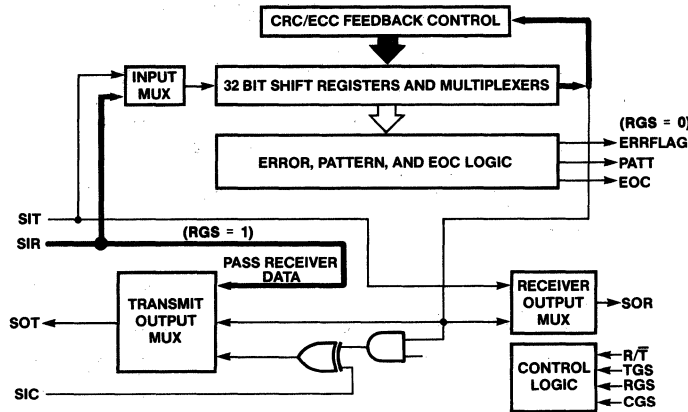 CRC/ECC FEEDBACK CONTROL
INPUT
MUX
32 BIT SHIFT REGISTERS AND MULTIPLEXERS
(RGS = 0)
ERRFLAG
PATT
EOC
ERROR, PATTERN, AND EOC LOGIC
SIT
SIR
(RGS = 1)
PASS RECEIVER
DATA
TRANSMIT
OUTPUT
MUX
RECEIVER
OUTPUT
MUX
SOR
SOT
SIC
CONTROL
LOGIC
R/T̅
TGS
RGS
CGS